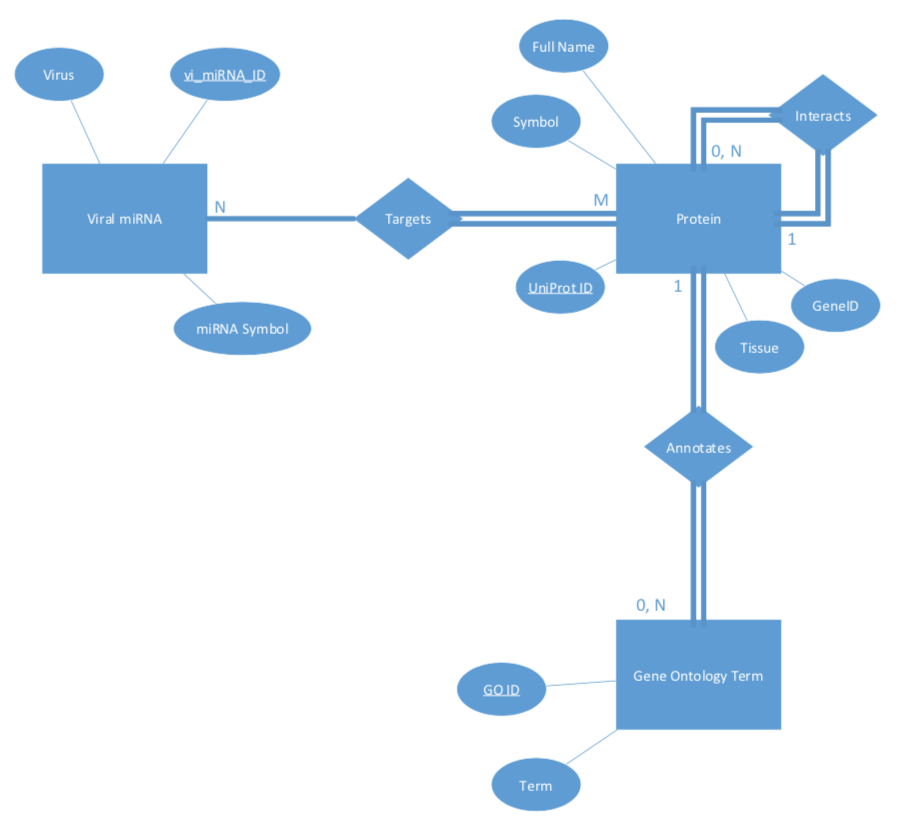 Full Name
Virus
vi_miRNA_ID
Symbol
Interacts
0, N
N
M
Viral miRNA
Targets
Protein
1
UniProt ID
1
GeneID
miRNA Symbol
Tissue
Annotates
0, N
Gene Ontology Term
GO ID
Term